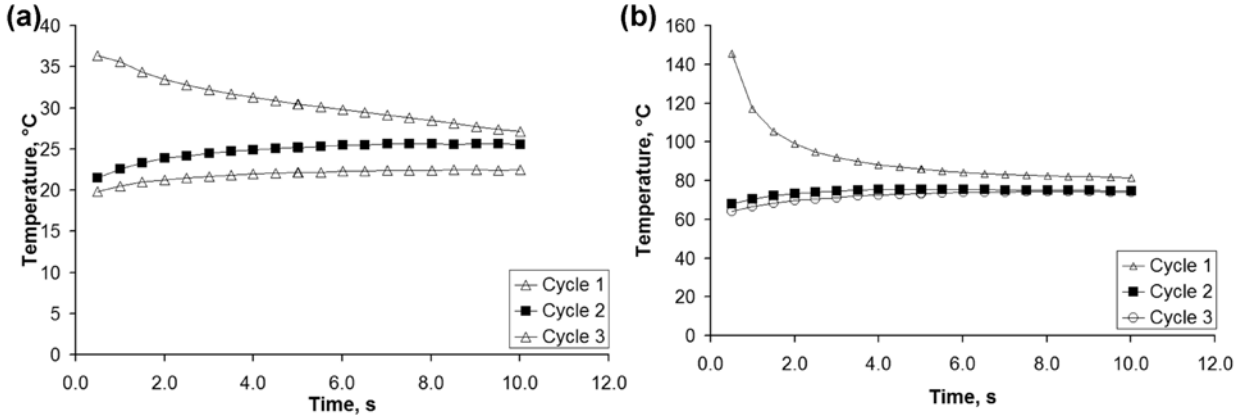 (a)
Temperature, °C
40
35
30
25
20
15
10
5
0
Cycle 1
Cycle 2
Cycle 3
0.0 2.0 4.0 6.0 8.0 10.0 12.0
Time, s
(b)
Temperature, °C
160
140
120
100
80
60
40
20
0
Cycle 1
Cycle 2
Cycle 3
0.0 2.0 4.0 6.0 8.0 10.0 12.0
Time, s